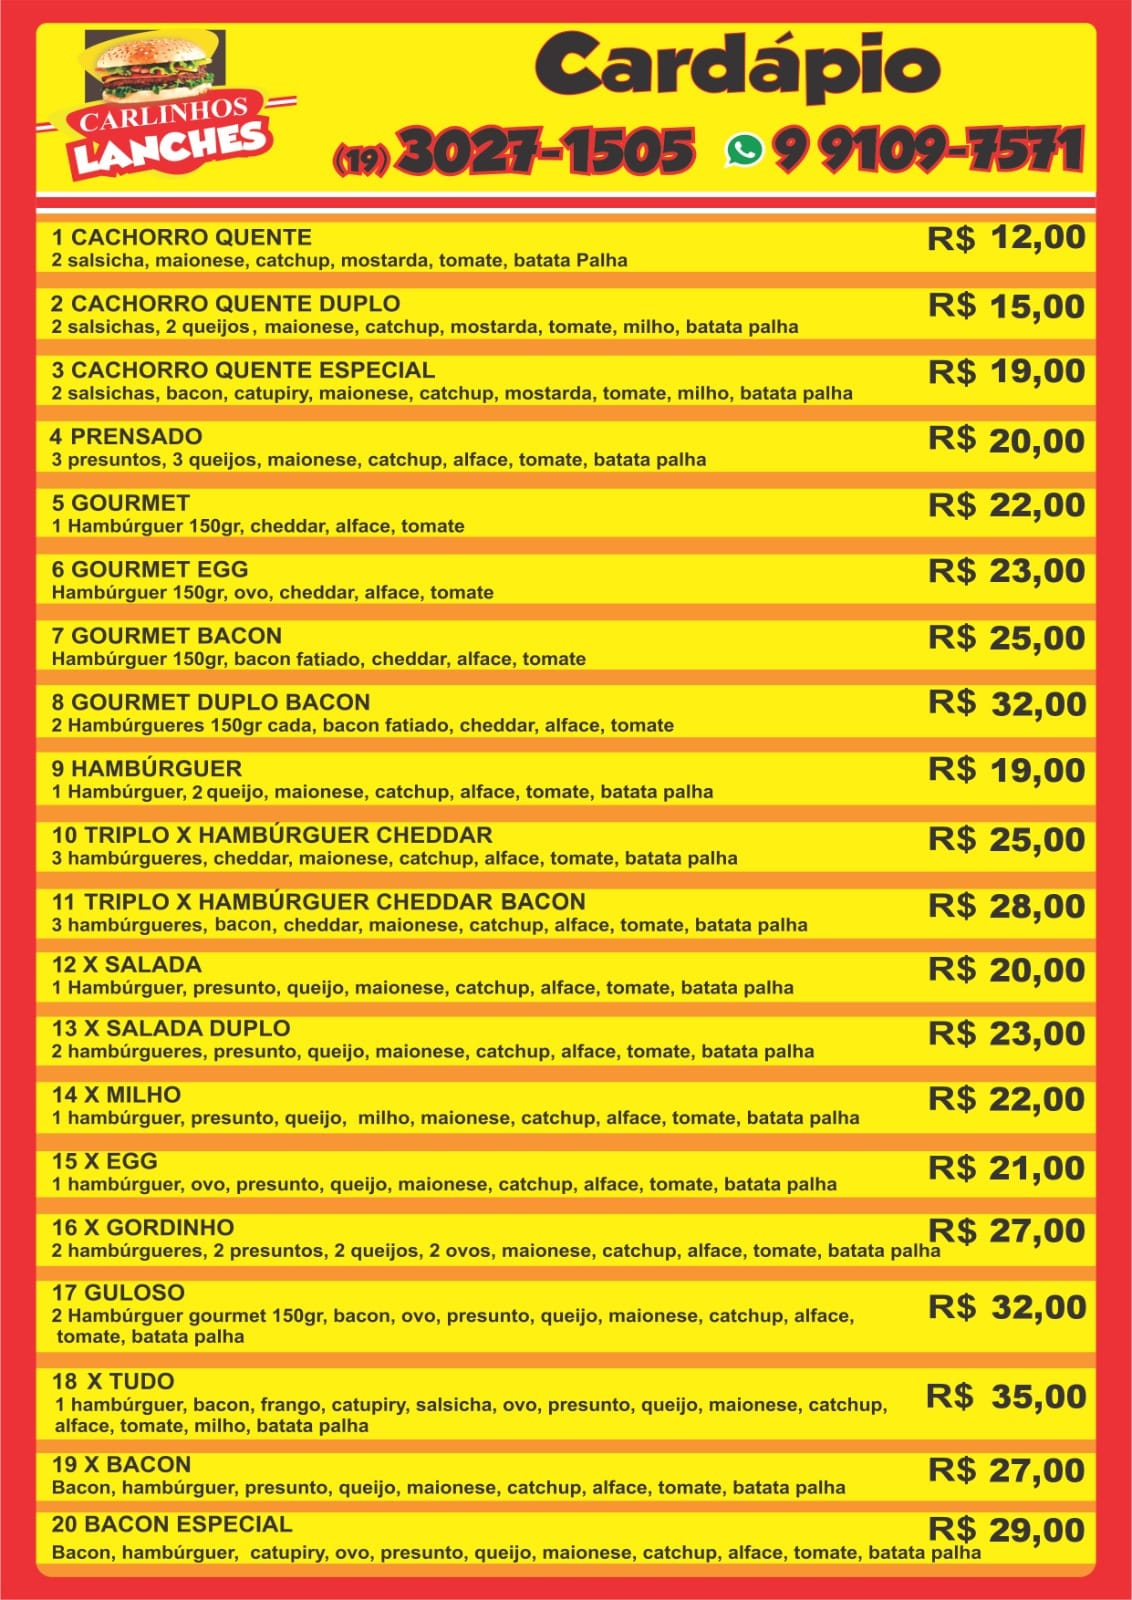 CARLINHOS
LANCHES
Cardápio
(19) 3027-1505 9 9109-7571
1 CACHORRO QUENTE R$ 12,00
2 salsicha, maionese, catchup, mostarda, tomate, batata Palha
2 CACHORRO QUENTE DUPLO R$ 15,00
2 salsichas, 2 queijos, maionese, catchup, mostarda, tomate, milho, batata palha
3 CACHORRO QUENTE ESPECIAL R$ 19,00
2 salsichas, bacon, catupiry, maionese, catchup, mostarda, tomate, milho, batata palha
4 PRENSADO R$ 20,00
3 presuntos, 3 queijos, maionese, catchup, alface, tomate, batata palha
5 GOURMET R$ 22,00
1 Hambúrguer 150gr, cheddar, alface, tomate
6 GOURMET EGG R$ 23,00
Hambúrguer 150gr, ovo, cheddar, alface, tomate
7 GOURMET BACON R$ 25,00
Hambúrguer 150gr, bacon fatiado, cheddar, alface, tomate
8 GOURMET DUPLO BACON R$ 32,00
2 Hambúrgueres 150gr cada, bacon fatiado, cheddar, alface, tomate
9 HAMBÚRGUER R$ 19,00
1 Hambúrguer, 2 queijo, maionese, catchup, alface, tomate, batata palha
10 TRIPLO X HAMBÚRGUER CHEDDAR R$ 25,00
3 hambúrgueres, cheddar, maionese, catchup, alface, tomate, batata palha
11 TRIPLO X HAMBÚRGUER CHEDDAR BACON R$ 28,00
3 hambúrgueres, bacon, cheddar, maionese, catchup, alface, tomate, batata palha
12 X SALADA R$ 20,00
1 Hambúrguer, presunto, queijo, maionese, catchup, alface, tomate, batata palha
13 X SALADA DUPLO R$ 23,00
2 hambúrgueres, presunto, queijo, maionese, catchup, alface, tomate, batata palha
14 X MILHO R$ 22,00
1 hambúrguer, presunto, queijo, milho, maionese, catchup, alface, tomate, batata palha
15 X EGG R$ 21,00
1 hambúrguer, ovo, presunto, queijo, maionese, catchup, alface, tomate, batata palha
16 X GORDINHO R$ 27,00
2 hambúrgueres, 2 presuntos, 2 queijos, 2 ovos, maionese, catchup, alface, tomate, batata palha
17 GULOSO R$ 32,00
2 Hambúrguer gourmet 150gr, bacon, ovo, presunto, queijo, maionese, catchup, alface,
tomate, batata palha
18 X TUDO R$ 35,00
1 hambúrguer, bacon, frango, catupiry, salsicha, ovo, presunto, queijo, maionese, catchup,
alface, tomate, milho, batata palha
19 X BACON R$ 27,00
Bacon, hambúrguer, presunto, queijo, maionese, catchup, alface, tomate, batata palha
20 BACON ESPECIAL R$ 29,00
Bacon, hambúrguer, catupiry, ovo, presunto, queijo, maionese, catchup, alface, tomate, batata palha